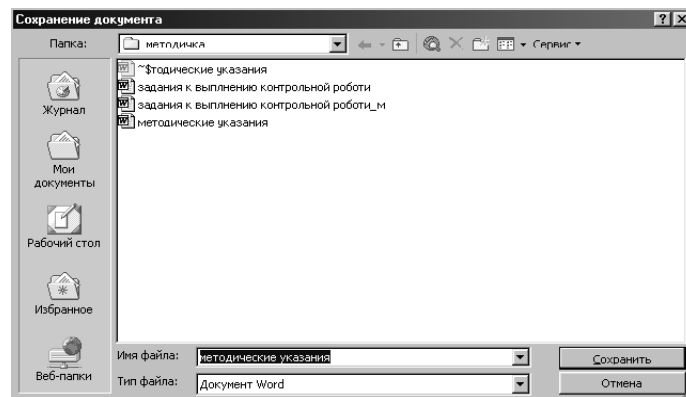 Сохранение документа
Папка: методичка Сервис
~$тодические указания
задания к выплнению контрольной роботи
задания к выплнению контрольной роботи_м
методические указания
Журнал
Мои
документы
Рабочий стол
Избранное
Веб-папки
Имя файла: методические указания Сохранить
Тип файла: Документ Word Отмена